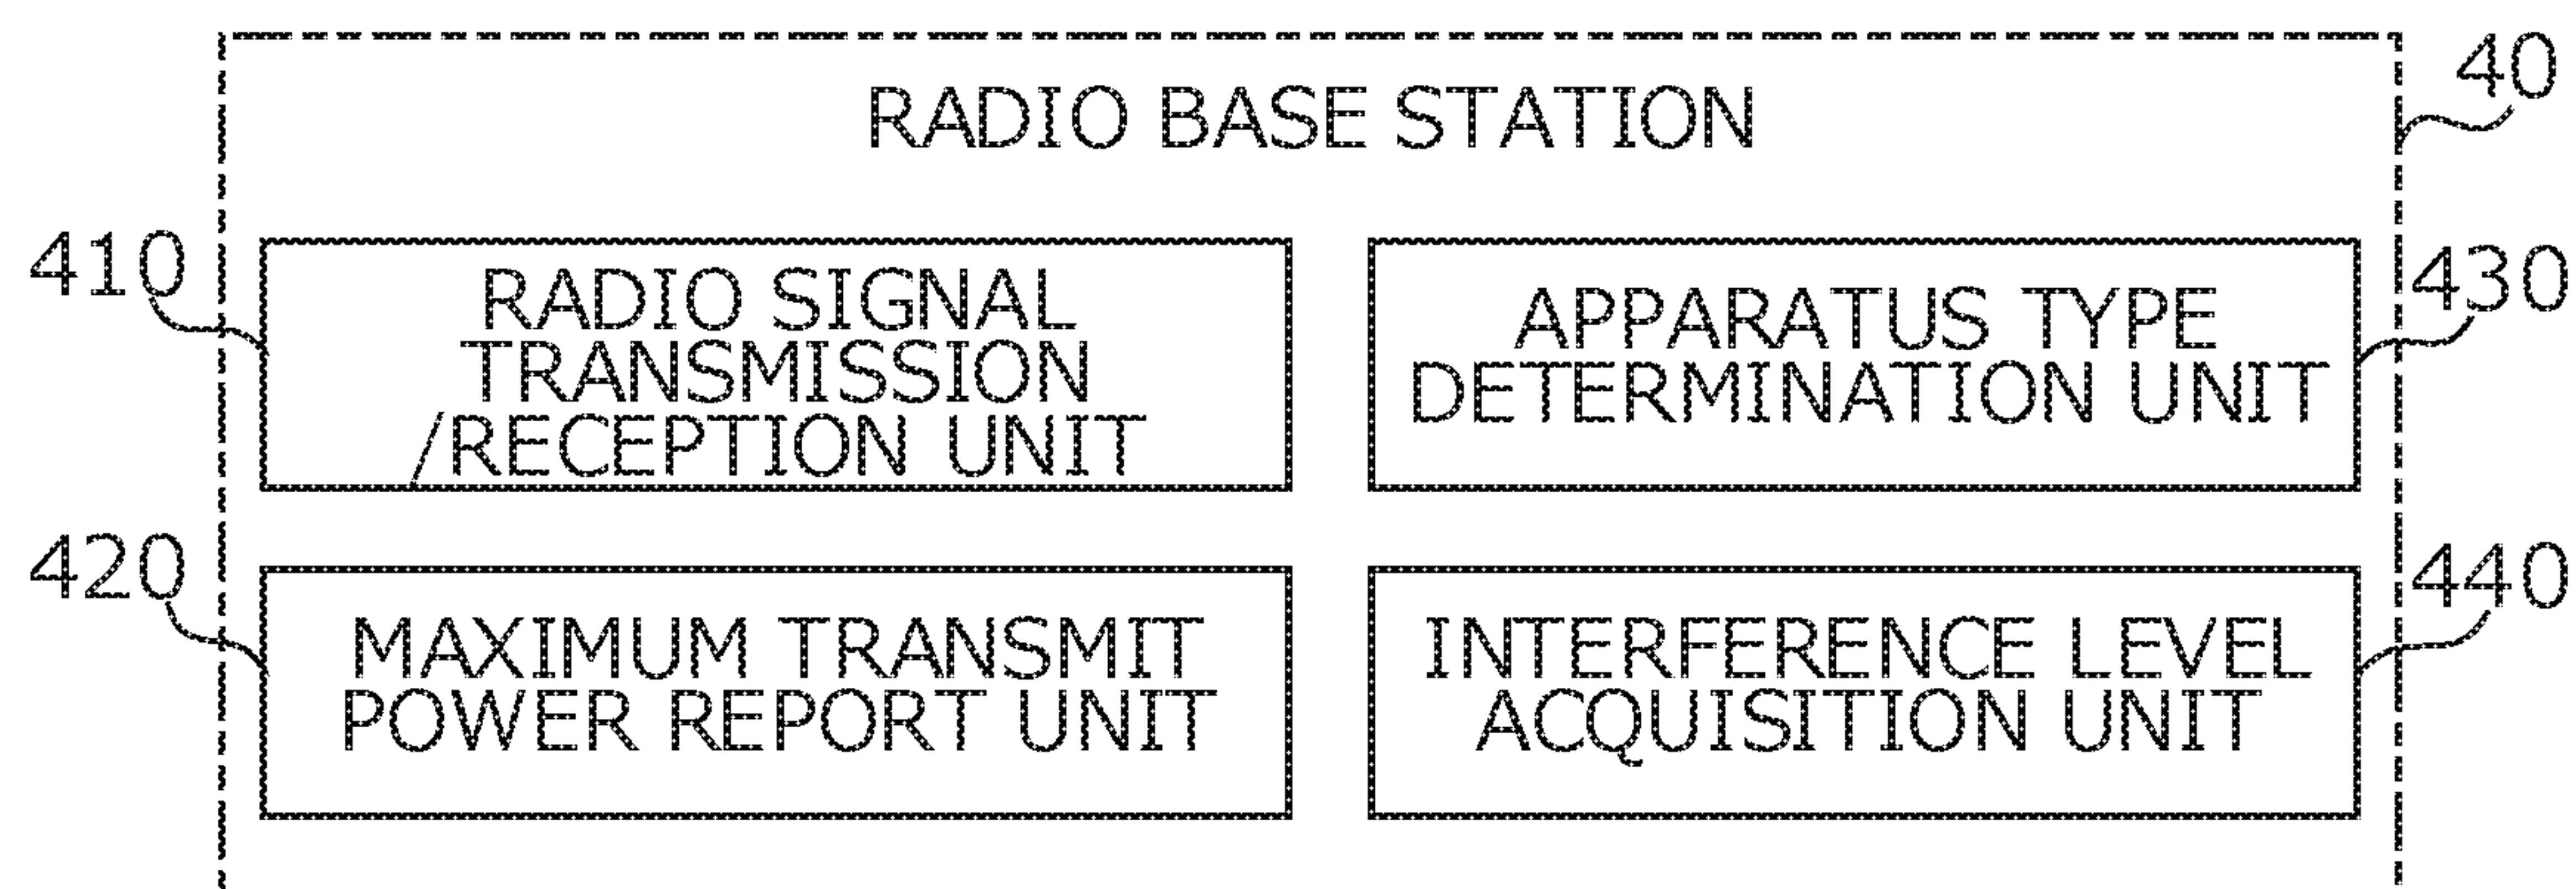 40
RADIO BASE STATION
410
RADIO SIGNAL
TRANSMISSION
/RECEPTION UNIT
430
APPARATUS TYPE
DETERMINATION UNIT
420
MAXIMUM TRANSMIT
POWER REPORT UNIT
440
INTERFERENCE LEVEL
ACQUISITION UNIT